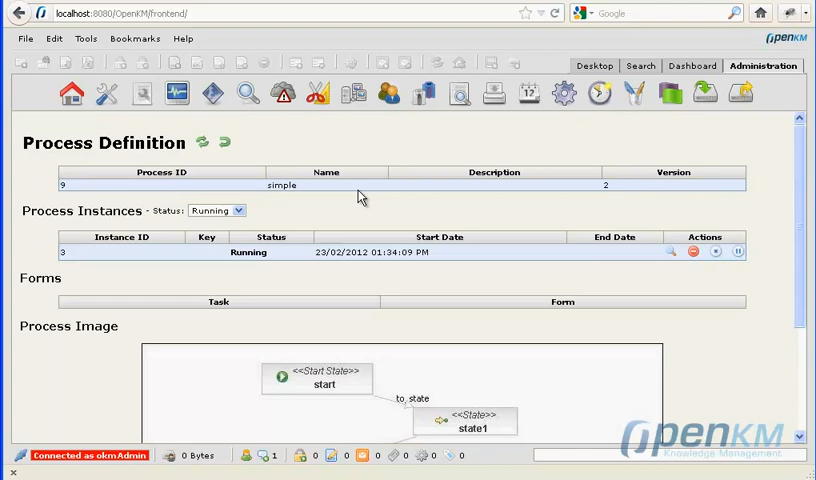 localhost:8080/OpenKM/frontend/
Google
File Edit Tools Bookmarks Help
OPENKM
Desktop Search Dashboard Administration
12
Process Definition
Process ID Name Description Version
9 simple 2
Process Instances - Status: Running
Instance ID Key Status Start Date End Date Actions
3 Running 23/02/2012 01:34:09 PM
Forms
Task Form
Process Image
<<Start State>>
start
to_state
<<State>>
state1
OPENKM
Knowledge Management
Connected as okmAdmin 0 Bytes 1 0 0 0 0 0 0